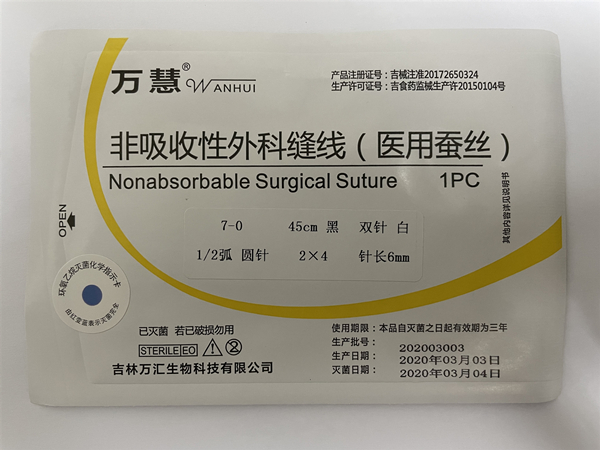 万慧® WANHUI
产品注册证号：吉械注准20172650324
生产许可证号：吉食药监械生产许20150104号
非吸收性外科缝线（医用蚕丝）
Nonabsorbable Surgical Suture 1PC
其他内容详见说明书
OPEN
7-0 45cm 黑 双针 白
1/2弧 圆针 2×4 针长6mm
环氧乙烷灭菌化学指示卡
由红变蓝表示灭菌完全
已灭菌 若已破损勿用
STERILE EO
2
吉林万汇生物科技有限公司
使用期限：本品自灭菌之日起有效期为三年
生产批号：202003003
生产日期：2020年03月03日
灭菌日期：2020年03月04日